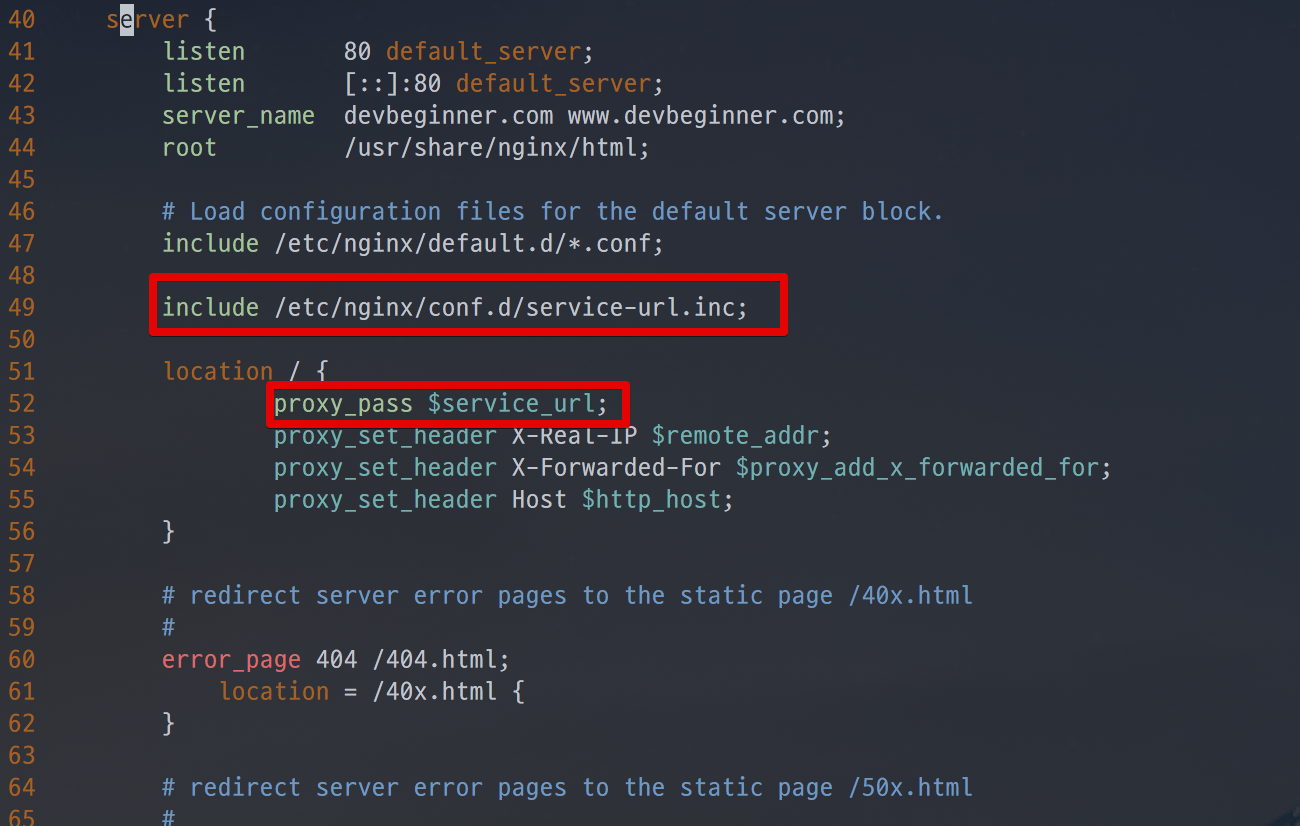 40 server {
41 listen 80 default_server;
42 listen [::]:80 default_server;
43 server_name devbeginner.com www.devbeginner.com;
44 root /usr/share/nginx/html;
45
46 # Load configuration files for the default server block.
47 include /etc/nginx/default.d/*.conf;
48
49 include /etc/nginx/conf.d/service-url.inc;
50
51 location / {
52 proxy_pass $service_url;
53 proxy_set_header X-Real-IP $remote_addr;
54 proxy_set_header X-Forwarded-For $proxy_add_x_forwarded_for;
55 proxy_set_header Host $http_host;
56 }
57
58 # redirect server error pages to the static page /40x.html
59 #
60 error_page 404 /404.html;
61 location = /40x.html {
62 }
63
64 # redirect server error pages to the static page /50x.html
65 #